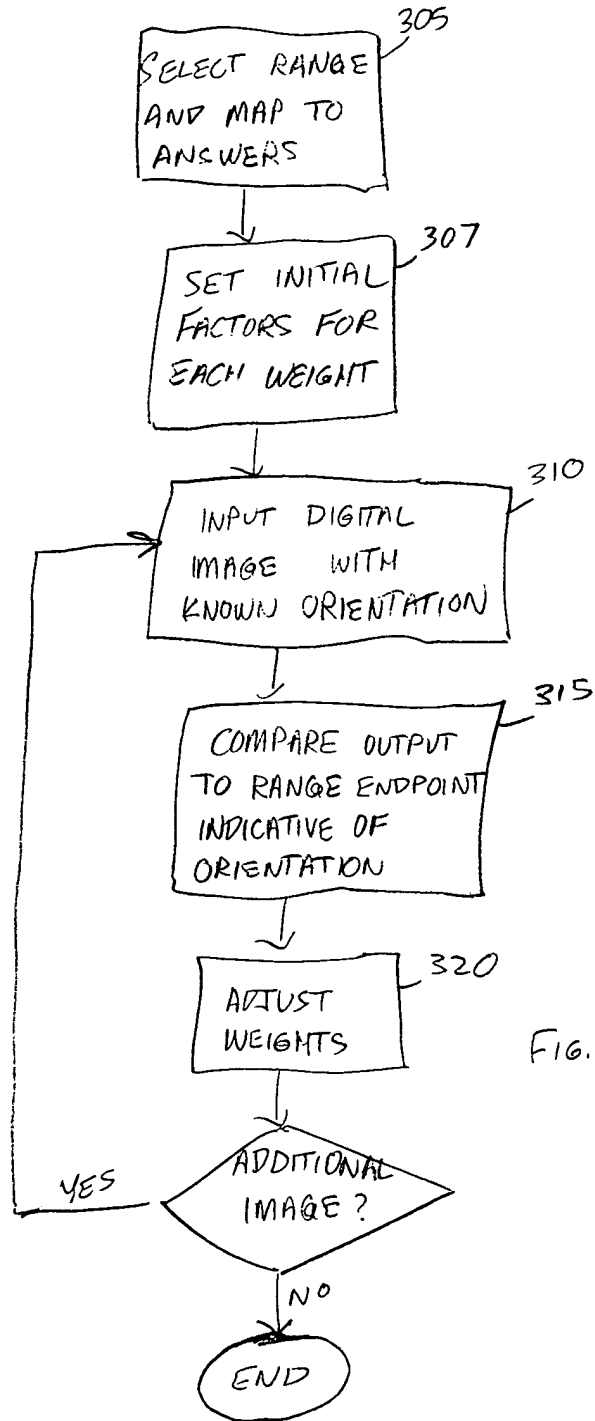 305
SELECT RANGE
AND MAP TO
ANSWERS
307
SET INITIAL
FACTORS FOR
EACH WEIGHT
310
INPUT DIGITAL
IMAGE WITH
KNOWN ORIENTATION
315
COMPARE OUTPUT
TO RANGE ENDPOINT
INDICATIVE OF
ORIENTATION
320
ADJUST
WEIGHTS
FIG.
ADDITIONAL
IMAGE?
YES
NO
END